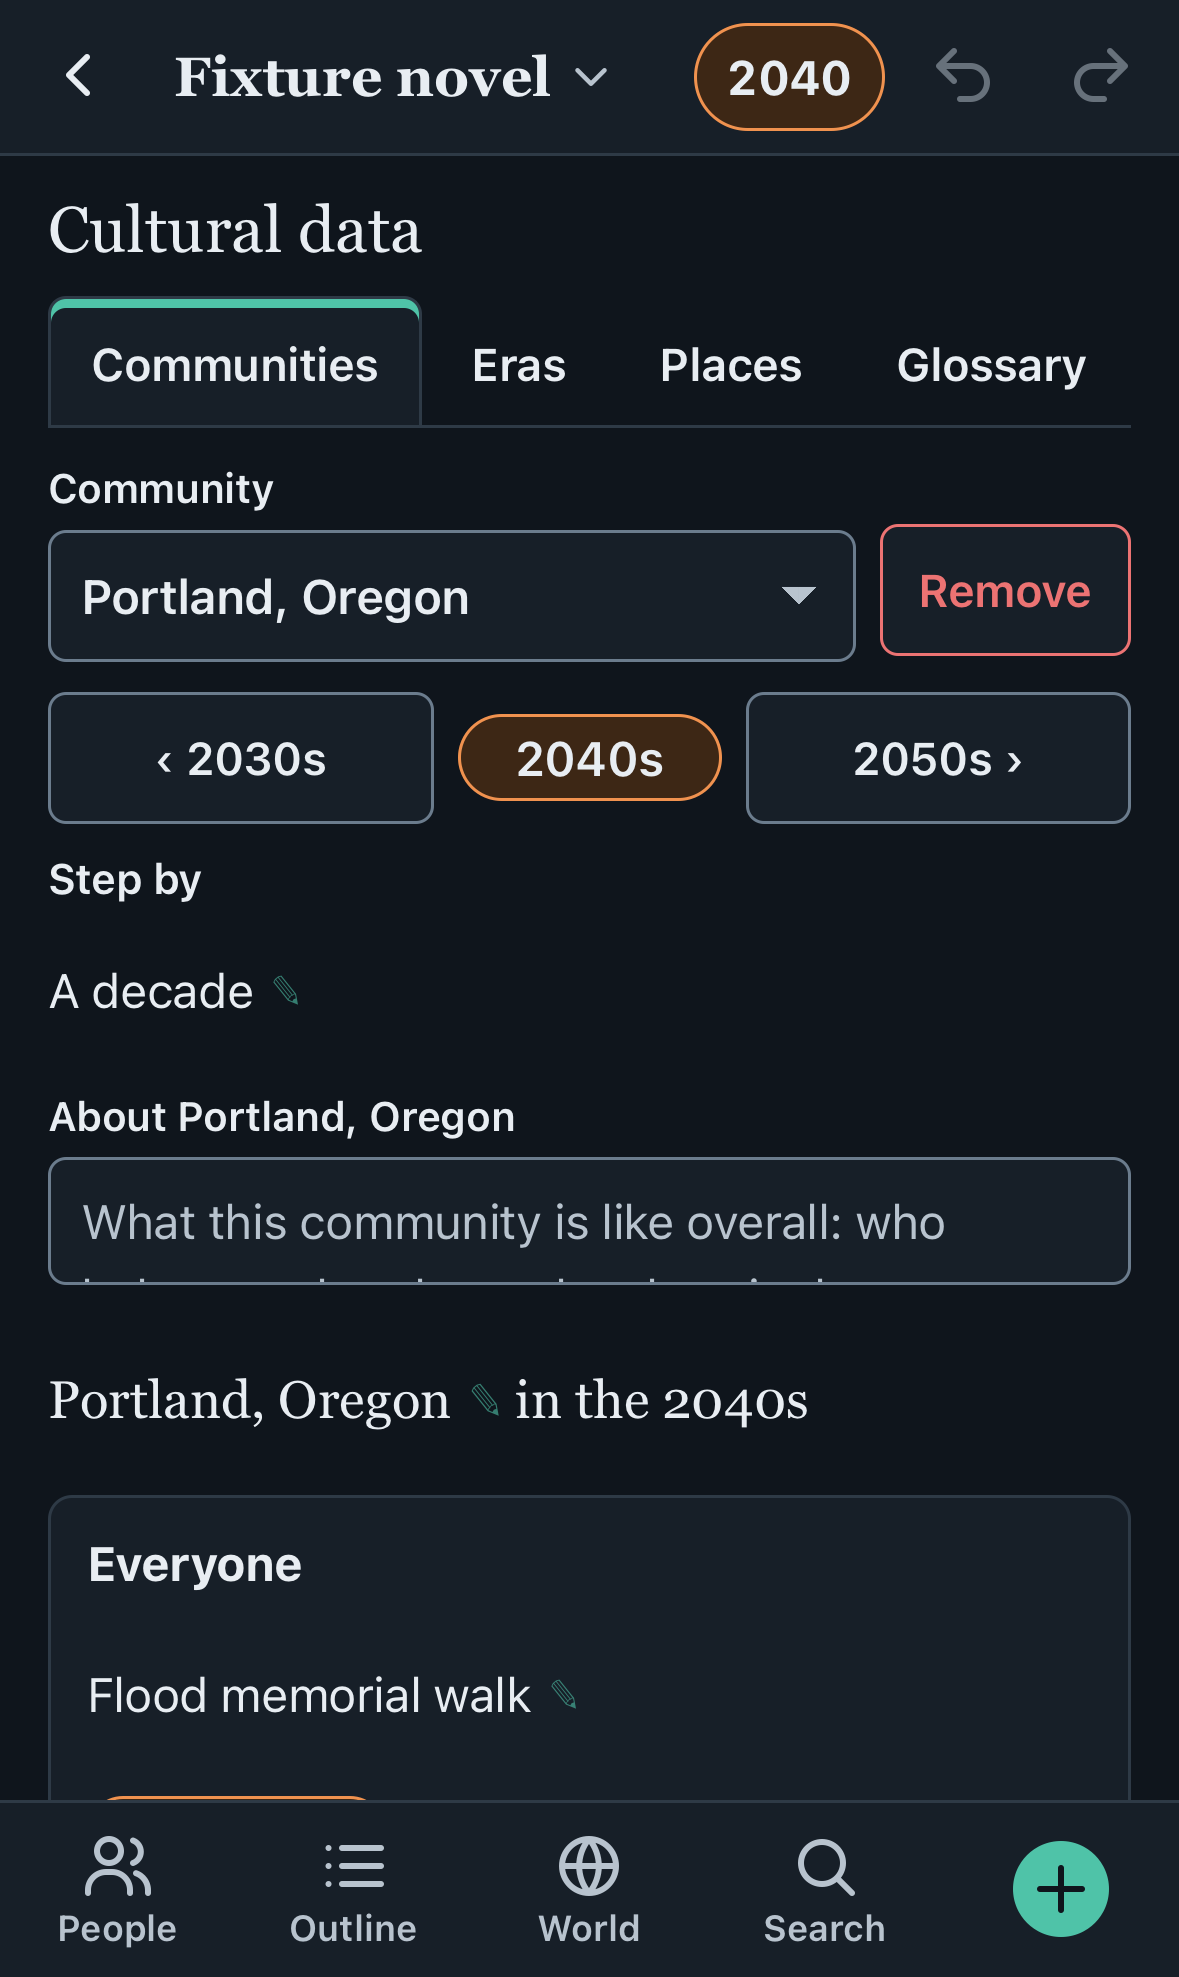 Fixture novel
2040
Cultural data
Communities
Eras
Places
Glossary
Community
Portland, Oregon
Remove
‹ 2030s
2040s
2050s ›
Step by
A decade
About Portland, Oregon
What this community is like overall: who
Portland, Oregon in the 2040s
Everyone
Flood memorial walk
People
Outline
World
Search